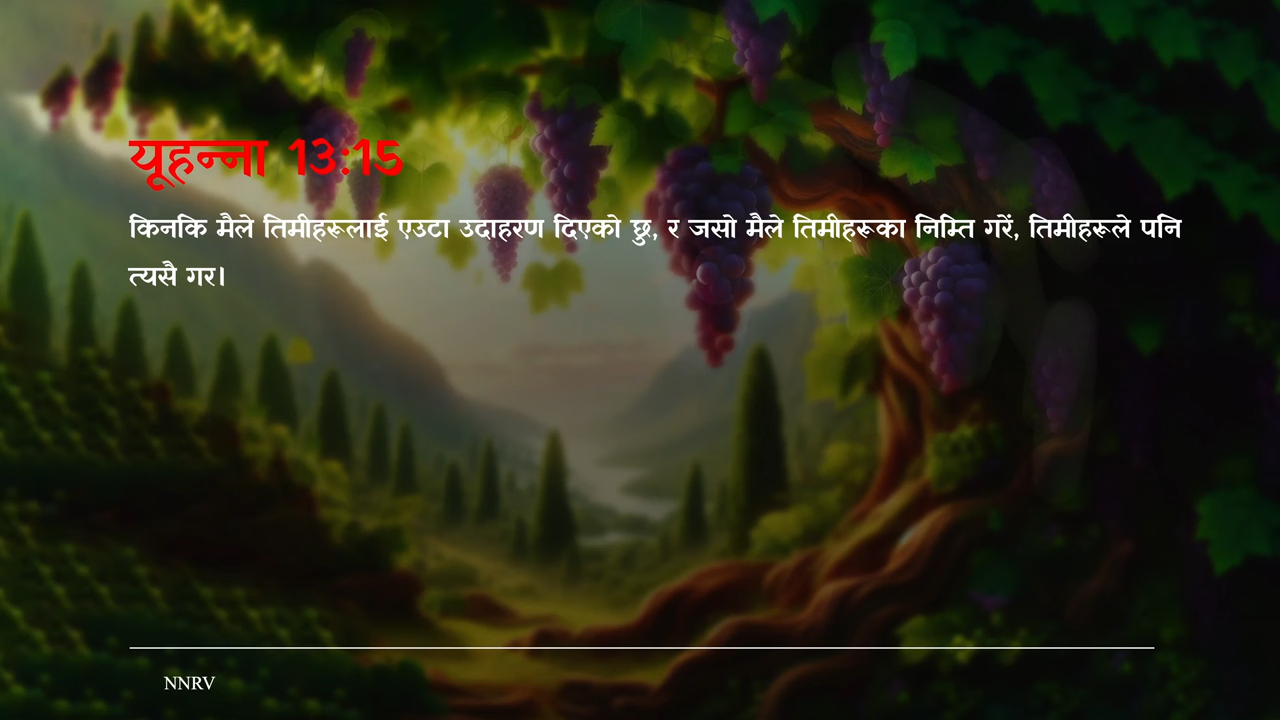 यूहन्ना 13:15
किनकि मैले तिमीहरूलाई एउटा उदाहरण दिएको छु, र जसो मैले तिमीहरूका निम्ति गरें, तिमीहरूले पनि
त्यसै गर।
NNRV